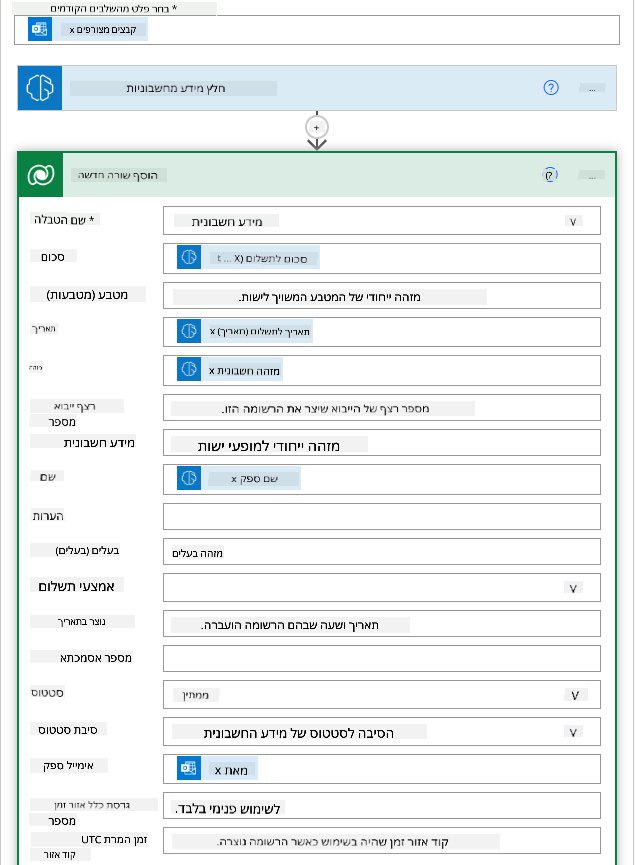 * בחר פלט מהשלבים הקודמים
קבצים מצורפים x
חלץ מידע מחשבוניות
?
...
+
הוסף שורה חדשה
?
...
* שם הטבלה
מידע חשבונית
סכום
סכום לתשלום (X ... t
מטבע (מטבעות)
מזהה ייחודי של המטבע המשויך לישות.
תאריך
תאריך לתשלום (תאריך) x
מזהה
מזהה חשבונית x
רצף ייבוא
מספר
מספר רצף של הייבוא שיצר את הרשומה הזו.
מידע חשבונית
מזהה ייחודי למופעי ישות
שם
שם ספק x
הערות
בעלים (בעלים)
מזהה בעלים
אמצעי תשלום
נוצר בתאריך
תאריך ושעה שבהם הרשומה הועברה.
מספר אסמכתא
סטטוס
ממתין
סיבת סטטוס
הסיבה לסטטוס של מידע החשבונית
אימייל ספק
מאת x
גרסת כלל אזור זמן
מספר
לשימוש פנימי בלבד.
זמן המרת UTC
קוד אזור
קוד אזור זמן שהיה בשימוש כאשר הרשומה נוצרה.